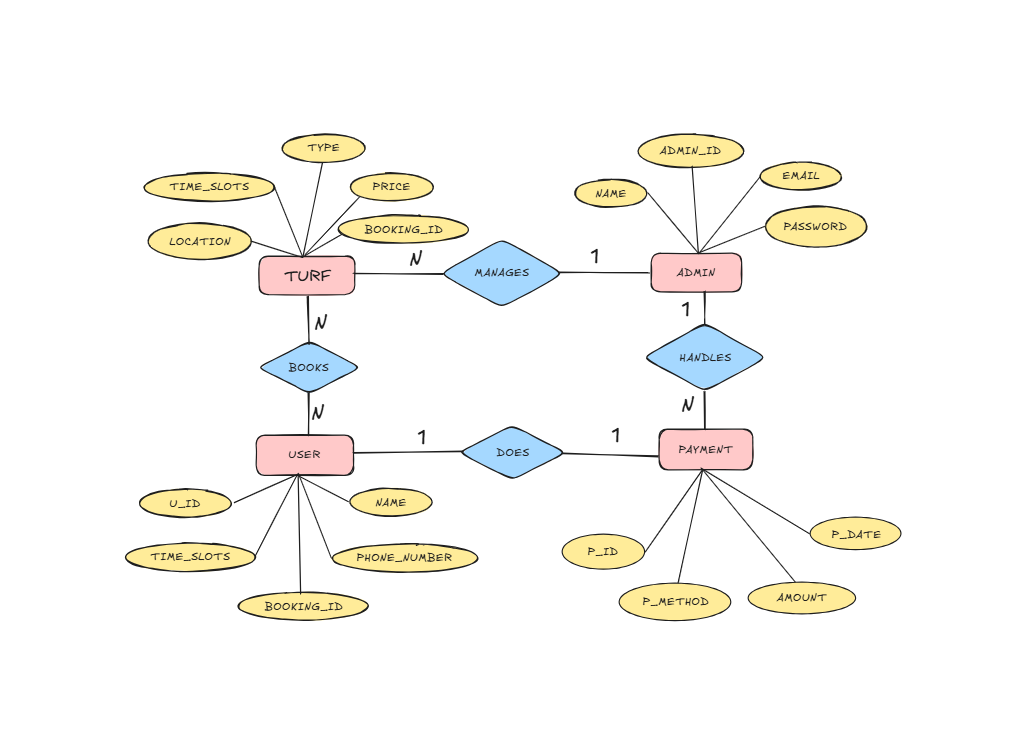 TYPE
ADMIN_ID
TIME_SLOTS
PRICE
NAME
EMAIL
LOCATION
BOOKING_ID
PASSWORD
TURF
N
MANAGES
1
ADMIN
N
1
BOOKS
HANDLES
N
N
USER
1
DOES
1
PAYMENT
U_ID
NAME
TIME_SLOTS
PHONE_NUMBER
BOOKING_ID
P_ID
P_DATE
P_METHOD
AMOUNT